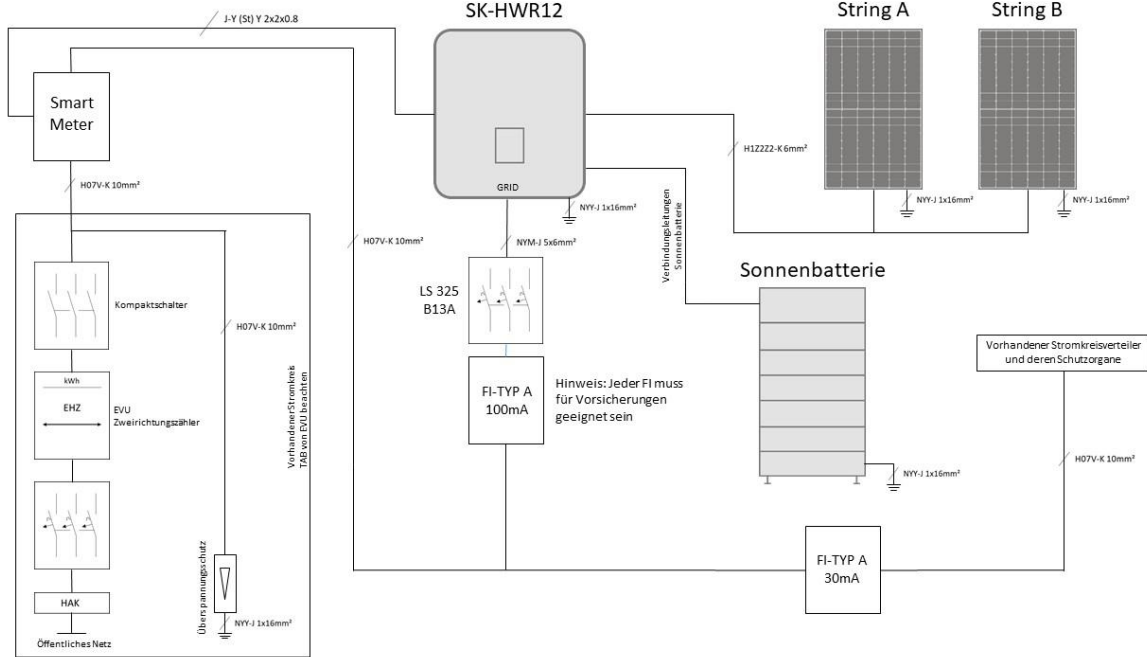 J-Y (St) Y 2x2x0.8
SK-HWR12
String A
String B
Smart
Meter
H1Z2Z2-K 6mm²
H07V-K 10mm²
GRID
NYY-J 1x16mm²
NYY-J 1x16mm²
NYY-J 1x16mm²
NYM-J 5x6mm²
H07V-K 10mm²
Verbindungsleitungen
Sonnenbatterie
Sonnenbatterie
LS 325
B13A
Kompaktschalter
H07V-K 10mm²
Vorhandener Stromkreisverteiler
und deren Schutzorgane
FI-TYP A
100mA
Hinweis: Jeder FI muss
für Vorsicherungen
geeignet sein
kWh
EHZ
EVU
Zweirichtungszähler
Vorhandener Stromkreis
TAB von EVU beachten
H07V-K 10mm²
NYY-J 1x16mm²
FI-TYP A
30mA
Überspannungsschutz
HAK
NYY-J 1x16mm²
Öffentliches Netz